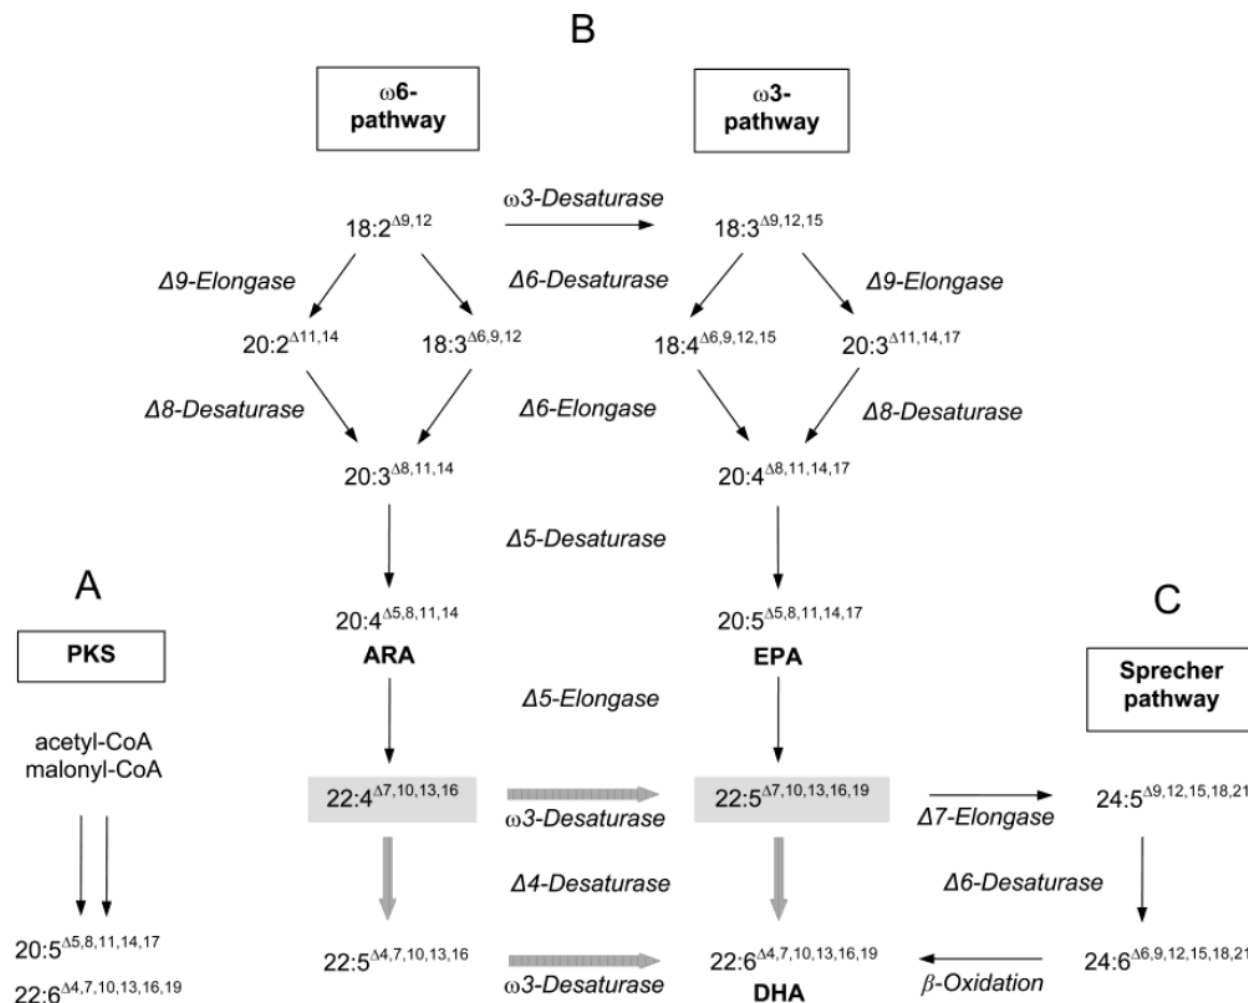 B
ω6-
pathway
ω3-
pathway
ω3-Desaturase
18:2Δ9,12
18:3Δ9,12,15
Δ9-Elongase
Δ6-Desaturase
Δ9-Elongase
20:2Δ11,14
18:3Δ6,9,12
18:4Δ6,9,12,15
20:3Δ11,14,17
Δ8-Desaturase
Δ6-Elongase
Δ8-Desaturase
20:3Δ8,11,14
20:4Δ8,11,14,17
Δ5-Desaturase
A
C
20:4Δ5,8,11,14
20:5Δ5,8,11,14,17
PKS
ARA
EPA
Sprecher
pathway
Δ5-Elongase
acetyl-CoA
malonyl-CoA
22:4Δ7,10,13,16
22:5Δ7,10,13,16,19
24:5Δ9,12,15,18,21
ω3-Desaturase
Δ7-Elongase
Δ4-Desaturase
Δ6-Desaturase
20:5Δ5,8,11,14,17
22:5Δ4,7,10,13,16
22:6Δ4,7,10,13,16,19
24:6Δ6,9,12,15,18,21
22:6Δ4,7,10,13,16,19
ω3-Desaturase
DHA
β-Oxidation